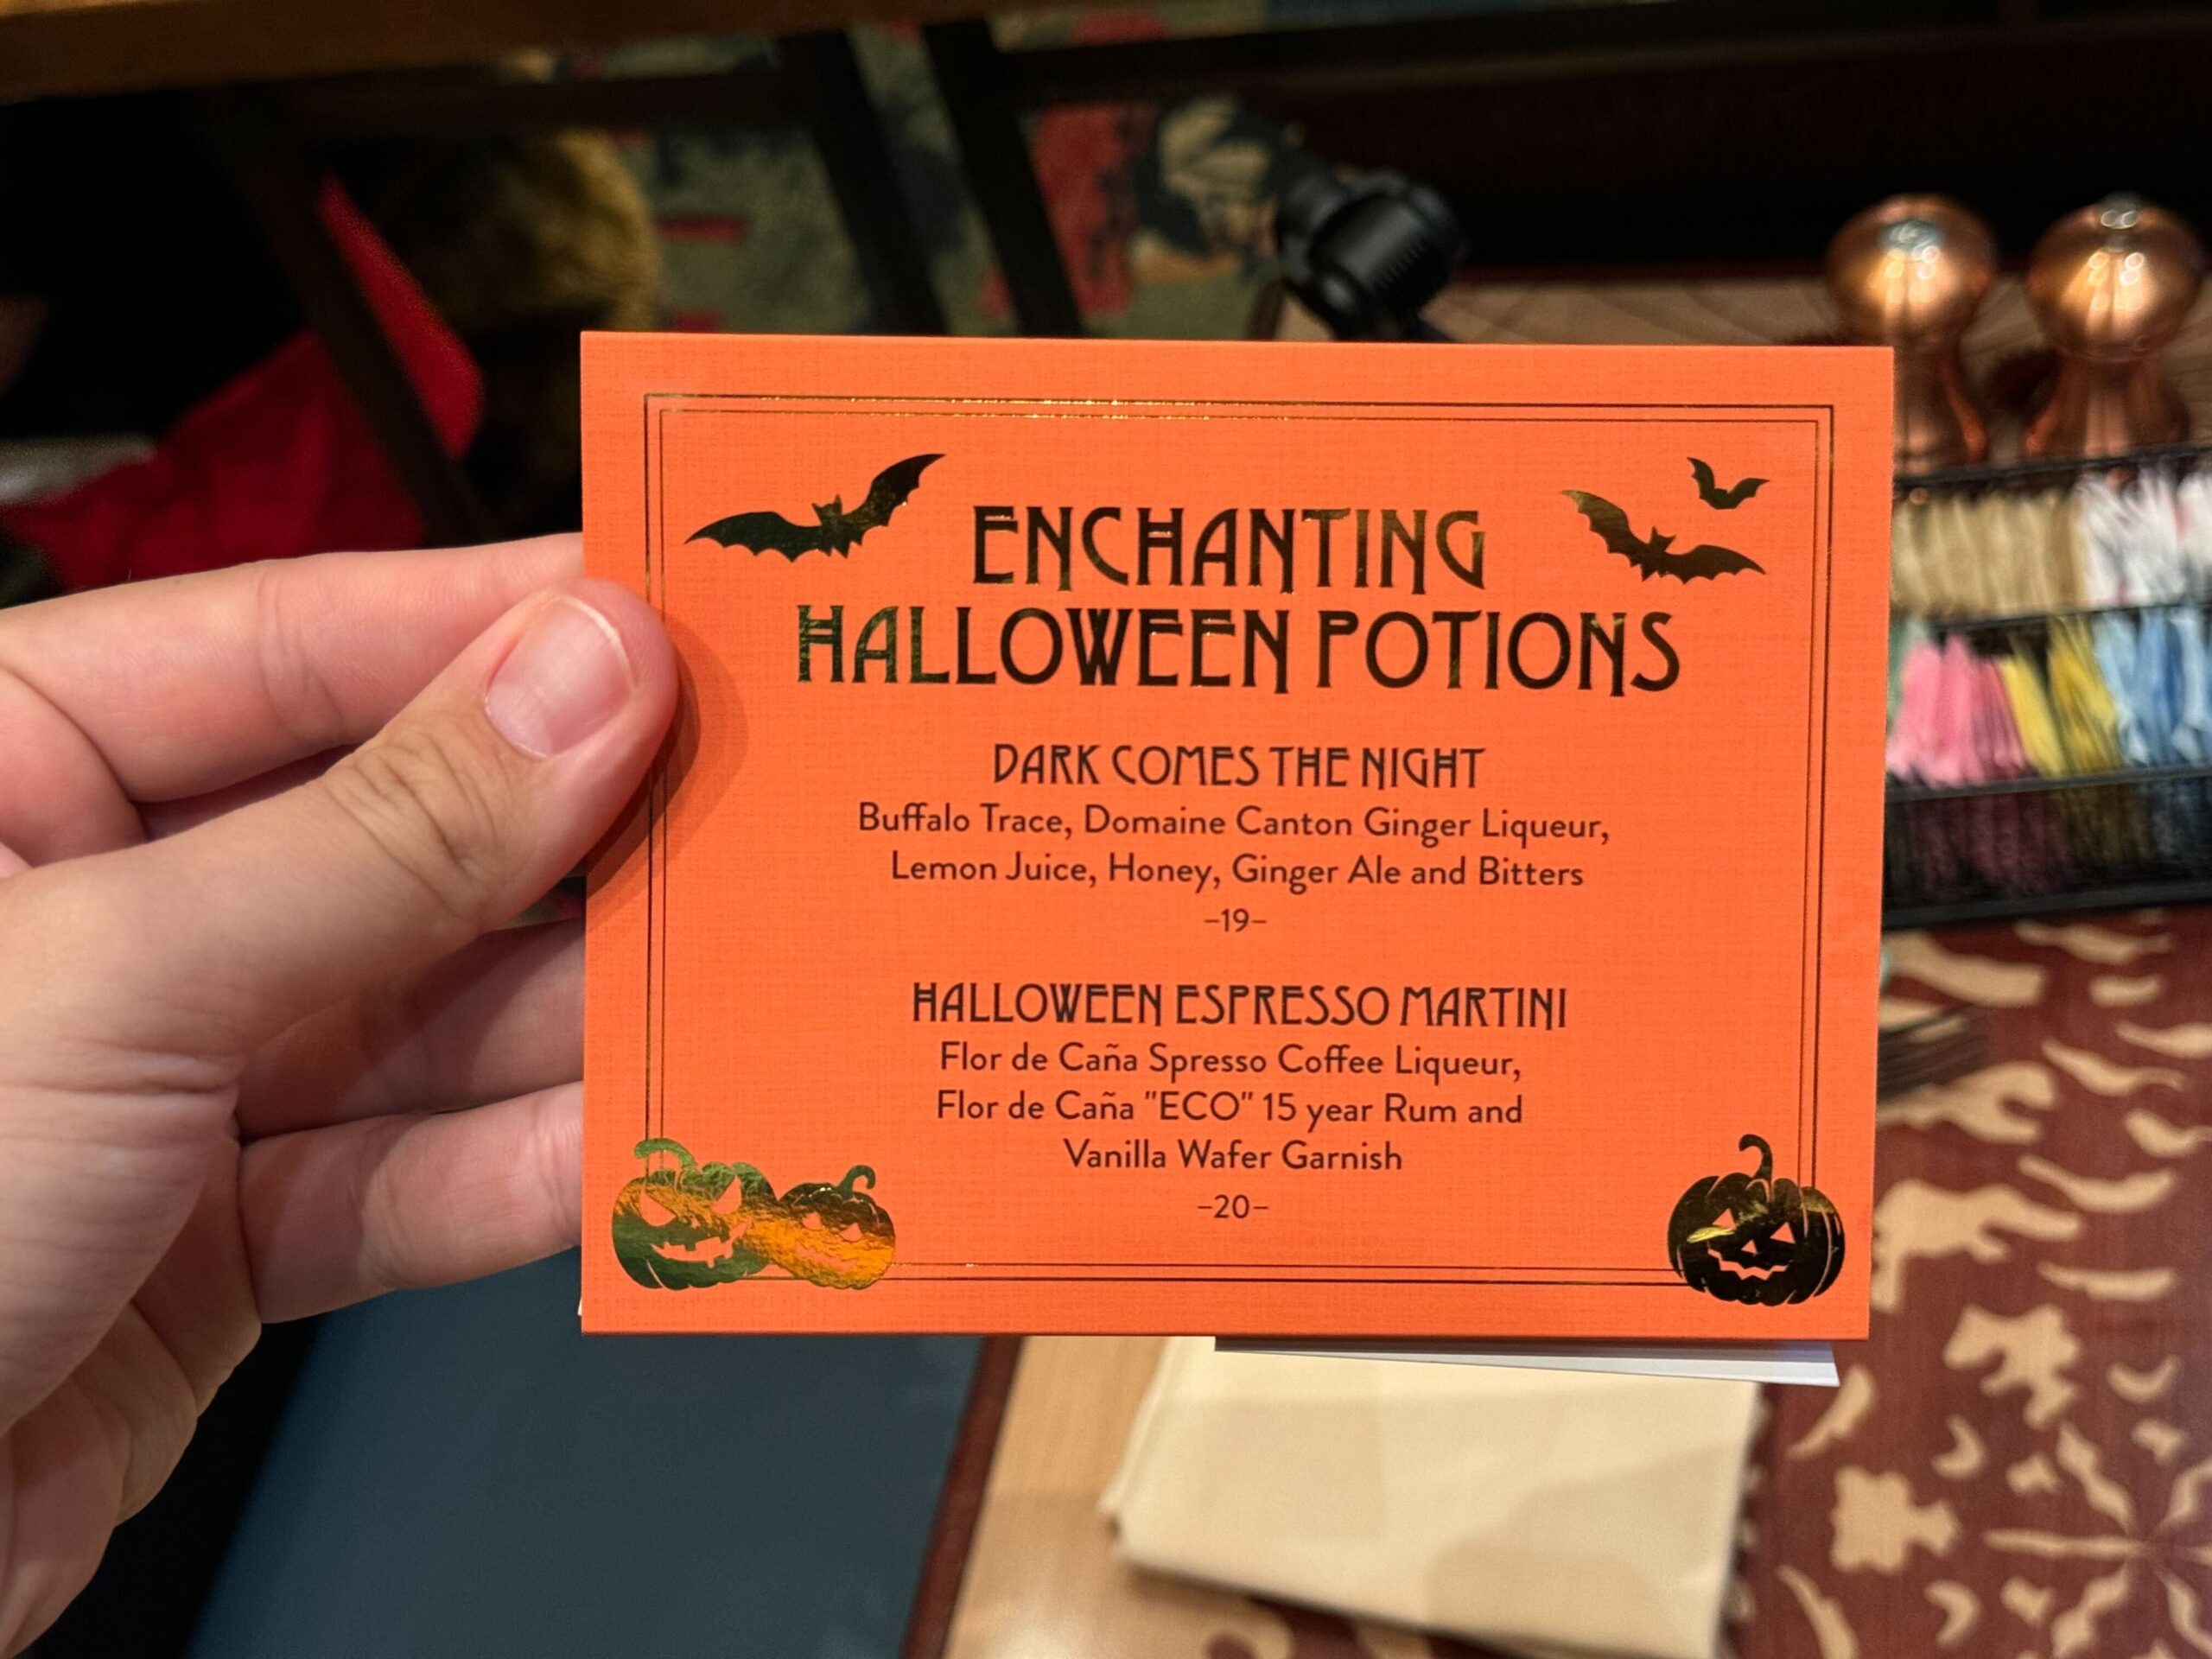 ENCHANTING
HALLOWEEN POTIONS
DARK COMES THE NIGHT
Buffalo Trace, Domaine Canton Ginger Liqueur,
Lemon Juice, Honey, Ginger Ale and Bitters
–19–
HALLOWEEN ESPRESSO MARTINI
Flor de Caña Spresso Coffee Liqueur,
Flor de Caña "ECO" 15 year Rum and
Vanilla Wafer Garnish
–20–